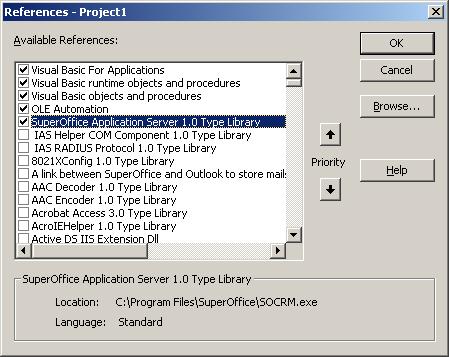 References - Project1
Available References:
OK
Visual Basic For Applications
Cancel
Visual Basic runtime objects and procedures
Visual Basic objects and procedures
OLE Automation
Browse...
SuperOffice Application Server 1.0 Type Library
IAS Helper COM Component 1.0 Type Library
IAS RADIUS Protocol 1.0 Type Library
Priority
8021XConfig 1.0 Type Library
Help
A link between SuperOffice and Outlook to store mails
AAC Decoder 1.0 Type Library
AAC Encoder 1.0 Type Library
Acrobat Access 3.0 Type Library
AcroIEHelper 1.0 Type Library
Active DS IIS Extension Dll
SuperOffice Application Server 1.0 Type Library
Location: C:\Program Files\SuperOffice\SOCRM.exe
Language: Standard